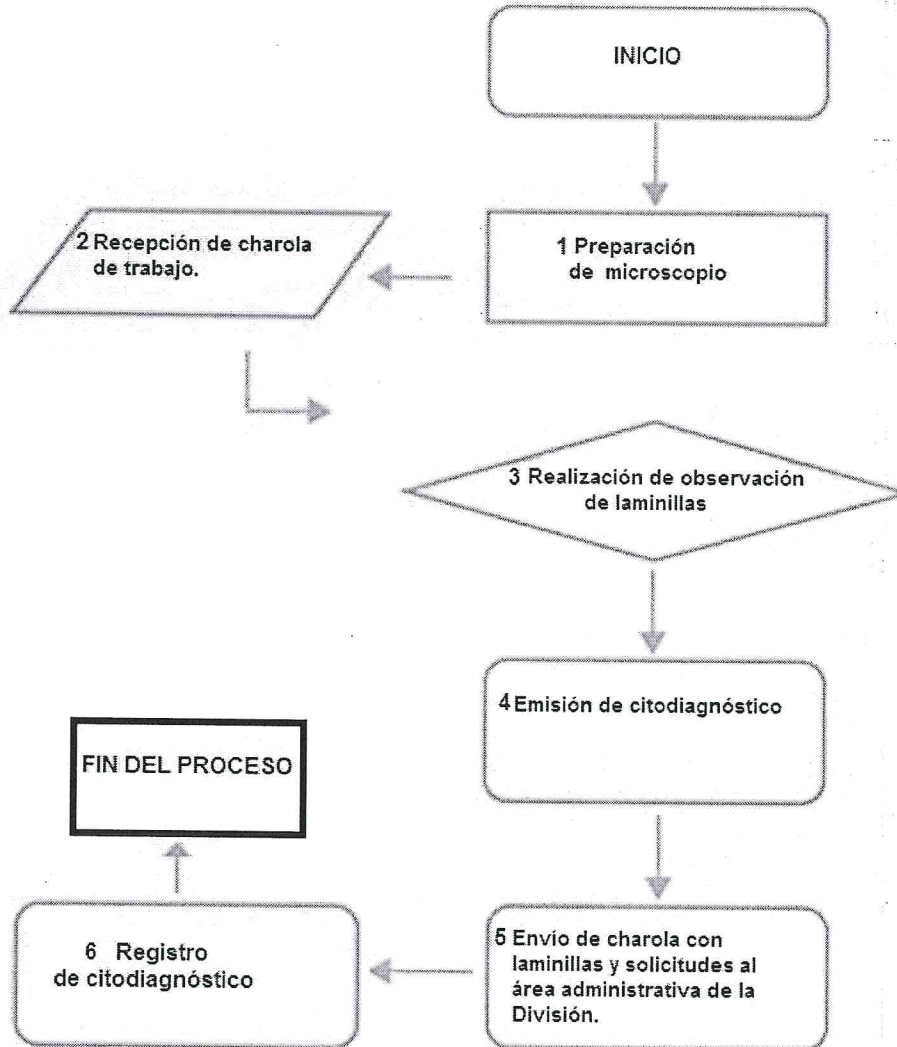 INICIO
1 Preparación
de microscopio
2 Recepción de charola
de trabajo.
3 Realización de observación
de laminillas
4 Emisión de citodiagnóstico
5 Envío de charola con
laminillas y solicitudes al
área administrativa de la
División.
6 Registro
de citodiagnóstico
FIN DEL PROCESO